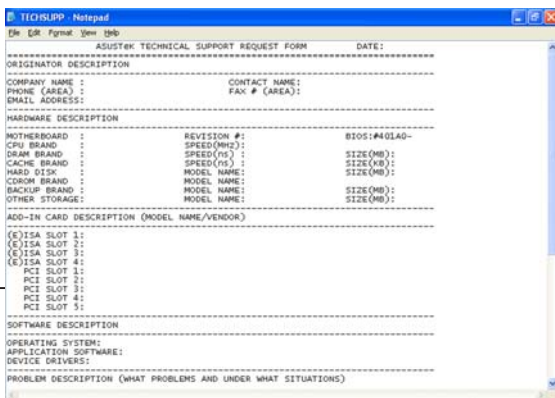 TECHSUPP - Notepad
File Edit Format View Help
ASUSTeK TECHNICAL SUPPORT REQUEST FORM DATE:
================================================================
ORIGINATOR DESCRIPTION
----------------------------------------------------------------
COMPANY NAME : CONTACT NAME:
PHONE (AREA) : FAX # (AREA):
EMAIL ADDRESS:
----------------------------------------------------------------
HARDWARE DESCRIPTION
----------------------------------------------------------------
MOTHERBOARD : REVISION #: BIOS:#401A0-
CPU BRAND : SPEED(MHz):
DRAM BRAND : SPEED(ns) : SIZE(MB):
CACHE BRAND : SPEED(ns) : SIZE(KB):
HARD DISK : MODEL NAME: SIZE(MB):
CDROM BRAND : MODEL NAME:
BACKUP BRAND : MODEL NAME: SIZE(MB):
OTHER STORAGE: MODEL NAME: SIZE(MB):
----------------------------------------------------------------
ADD-IN CARD DESCRIPTION (MODEL NAME/VENDOR)
----------------------------------------------------------------
(E)ISA SLOT 1:
(E)ISA SLOT 2:
(E)ISA SLOT 3:
(E)ISA SLOT 4:
PCI SLOT 1:
PCI SLOT 2:
PCI SLOT 3:
PCI SLOT 4:
PCI SLOT 5:
----------------------------------------------------------------
SOFTWARE DESCRIPTION
----------------------------------------------------------------
OPERATING SYSTEM:
APPLICATION SOFTWARE:
DEVICE DRIVERS:
----------------------------------------------------------------
PROBLEM DESCRIPTION (WHAT PROBLEMS AND UNDER WHAT SITUATIONS)
----------------------------------------------------------------